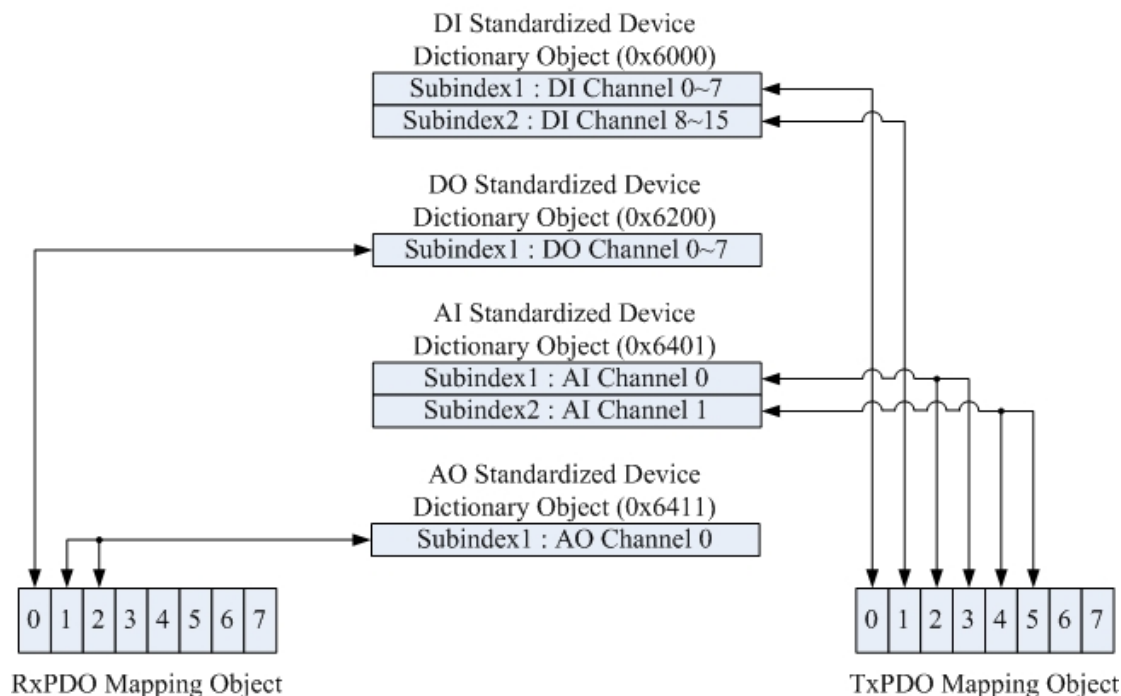 DI Standardized Device
Dictionary Object (0x6000)
Subindex1 : DI Channel 0~7
Subindex2 : DI Channel 8~15
DO Standardized Device
Dictionary Object (0x6200)
Subindex1 : DO Channel 0~7
AI Standardized Device
Dictionary Object (0x6401)
Subindex1 : AI Channel 0
Subindex2 : AI Channel 1
AO Standardized Device
Dictionary Object (0x6411)
Subindex1 : AO Channel 0
0 1 2 3 4 5 6 7
RxPDO Mapping Object
0 1 2 3 4 5 6 7
TxPDO Mapping Object